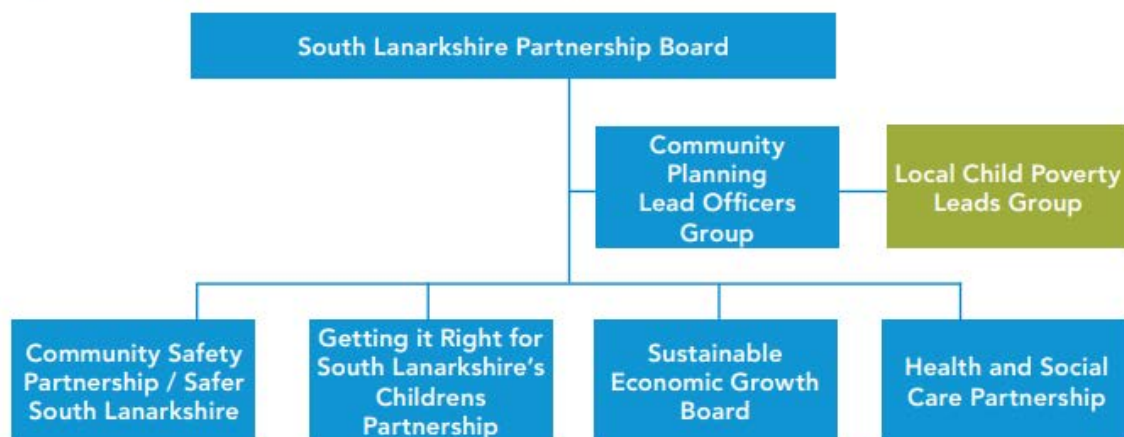 South Lanarkshire Partnership Board
Community
Planning
Lead Officers
Group
Local Child Poverty
Leads Group
Community Safety
Partnership / Safer
South Lanarkshire
Getting it Right for
South Lanarkshire’s
Childrens
Partnership
Sustainable
Economic Growth
Board
Health and Social
Care Partnership